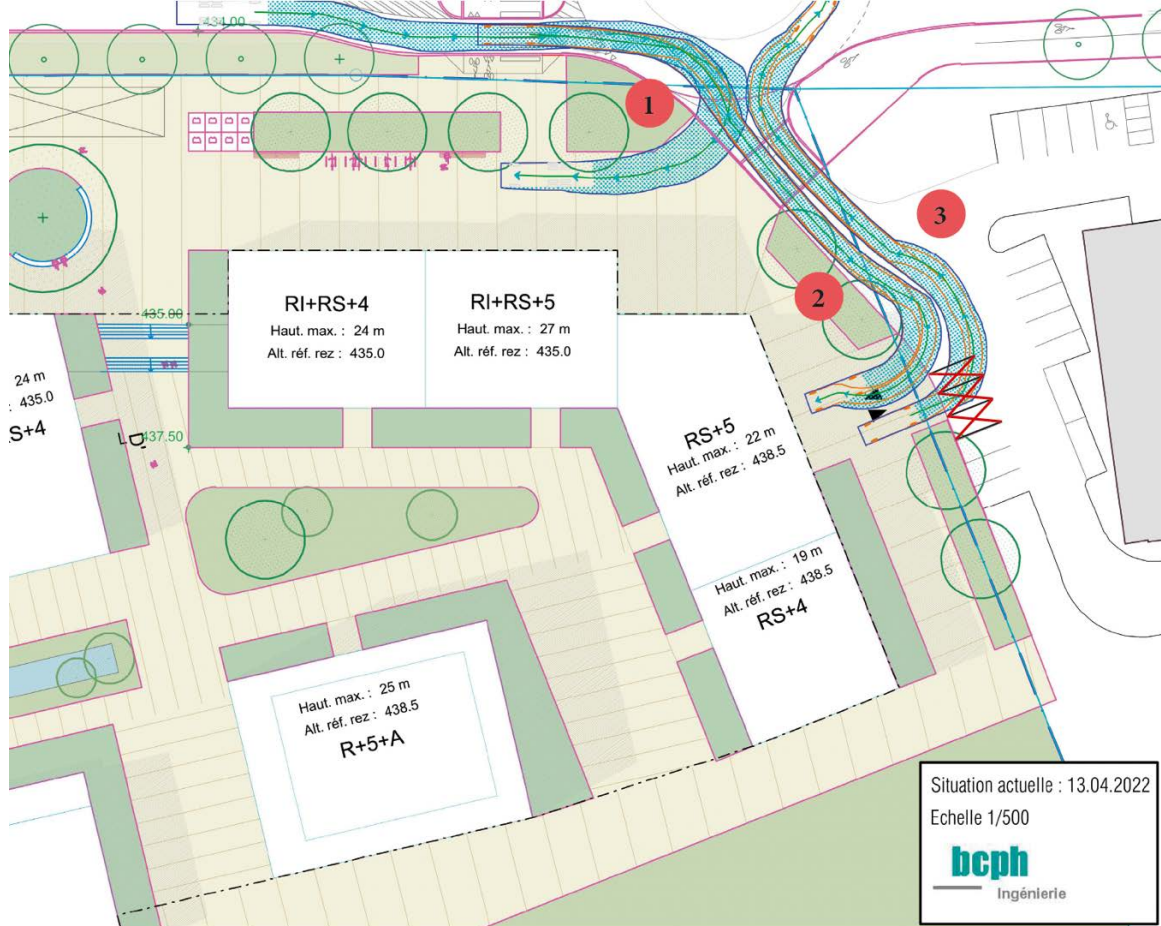 434.00
1
3
2
RI+RS+4
Haut. max. : 24 m
Alt. réf. rez : 435.0
RI+RS+5
Haut. max. : 27 m
Alt. réf. rez : 435.0
435.00
24 m
: 435.0
S+4
437.50
RS+5
Haut. max. : 22 m
Alt. réf. rez : 438.5
Haut. max. : 19 m
Alt. réf. rez : 438.5
RS+4
Haut. max. : 25 m
Alt. réf. rez : 438.5
R+5+A
Situation actuelle : 13.04.2022
Echelle 1/500
bcph
Ingénierie